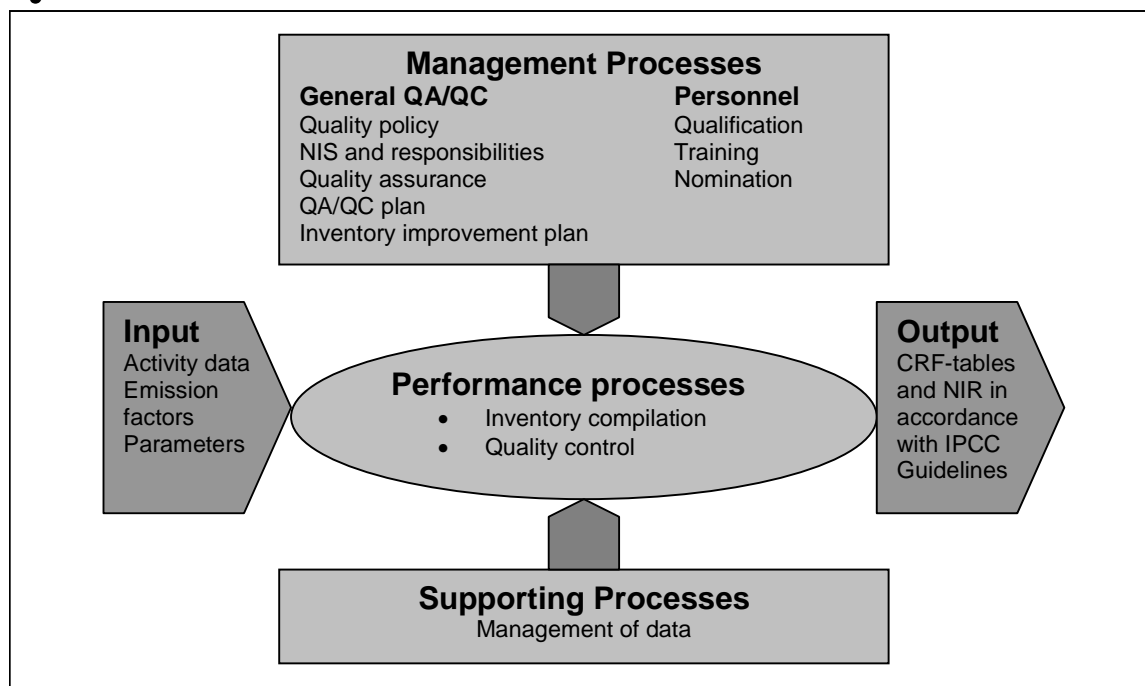 Management Processes
General QA/QC
Quality policy
NIS and responsibilities
Quality assurance
QA/QC plan
Inventory improvement plan
Personnel
Qualification
Training
Nomination
Input
Activity data
Emission
factors
Parameters
Performance processes
• Inventory compilation
• Quality control
Output
CRF-tables
and NIR in
accordance
with IPCC
Guidelines
Supporting Processes
Management of data